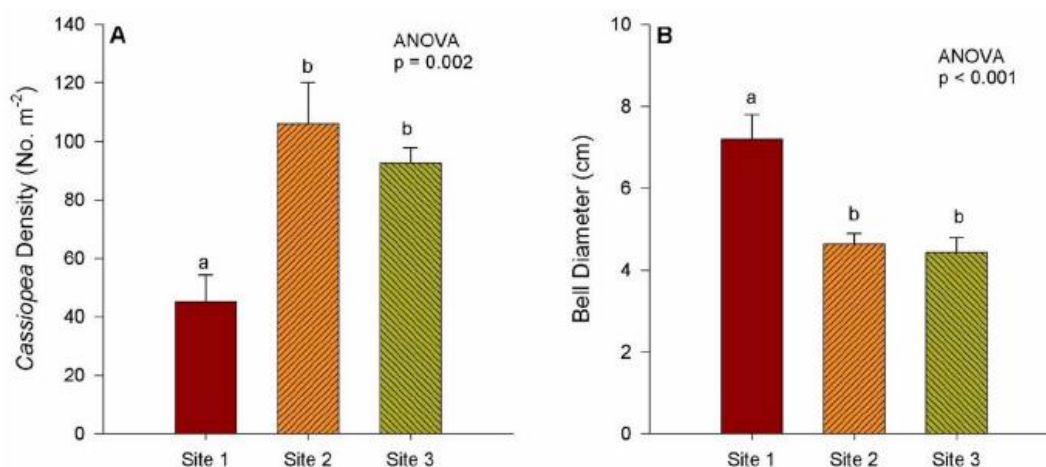 A
ANOVA
p = 0.002
a
b
b
Cassiopea Density (No. m⁻²)
140
120
100
80
60
40
20
0
Site 1
Site 2
Site 3
B
ANOVA
p < 0.001
a
b
b
Bell Diameter (cm)
10
8
6
4
2
0
Site 1
Site 2
Site 3